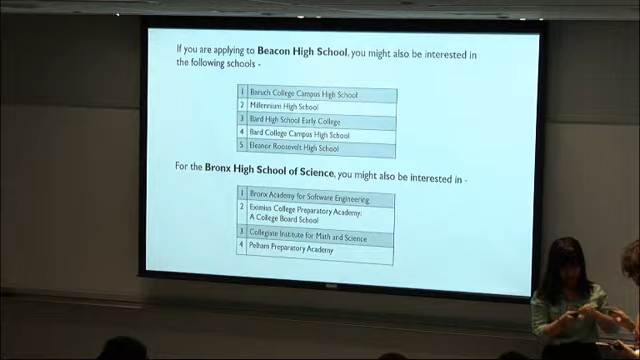 If you are applying to Beacon High School, you might also be interested in
the following schools -
1 Baruch College Campus High School
2 Millennium High School
3 Bard High School Early College
4 Bard College Campus High School
5 Eleanor Roosevelt High School
For the Bronx High School of Science, you might also be interested in -
1 Bronx Academy for Software Engineering
2 Eximius College Preparatory Academy:
A College Board School
3 Collegiate Institute for Math and Science
4 Pelham Preparatory Academy